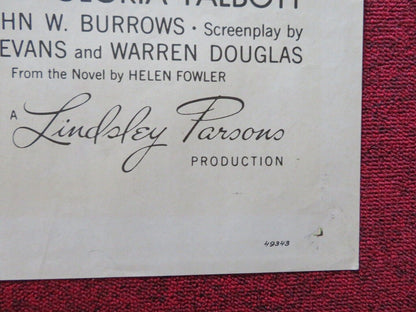 GLORIA TALBOTT
HN W. BURROWS · Screenplay by
EVANS and WARREN DOUGLAS
From the Novel by HELEN FOWLER
A
Lindsley Parsons
PRODUCTION
49343